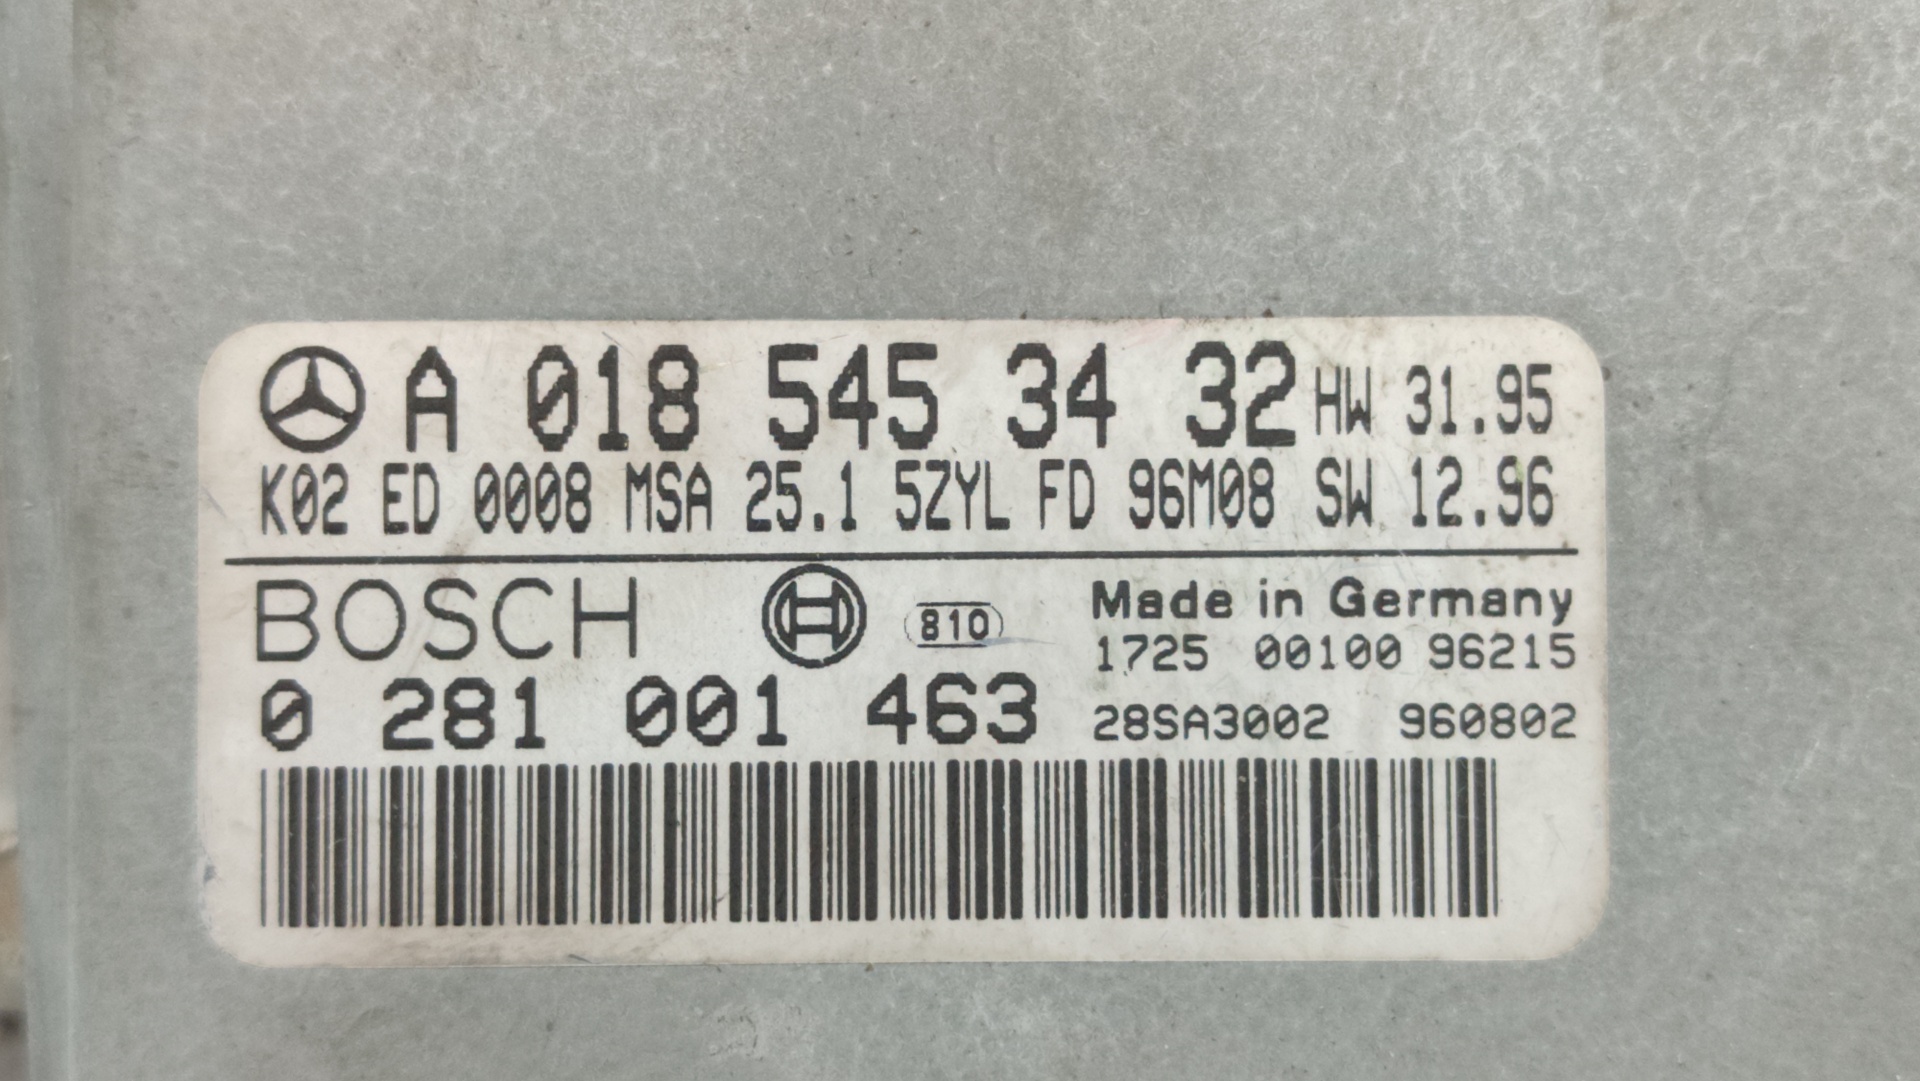 A 018 545 34 32 HW 31.95
K02 ED 0008 MSA 25.1 5ZYL FD 96M08 SW 12.96
BOSCH 810 Made in Germany
1725 00100 96215
0 281 001 463 28SA3002 960802